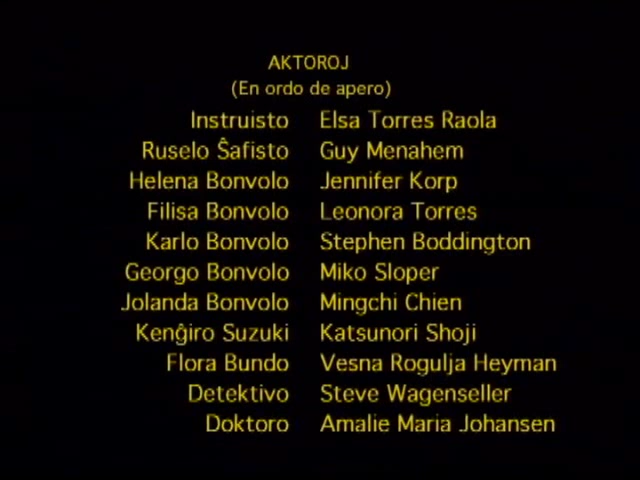 AKTOROJ
(En ordo de apero)
Instruisto Elsa Torres Raola
Ruselo Ŝafisto Guy Menahem
Helena Bonvolo Jennifer Korp
Filisa Bonvolo Leonora Torres
Karlo Bonvolo Stephen Boddington
Georgo Bonvolo Miko Sloper
Jolanda Bonvolo Mingchi Chien
Kenĝiro Suzuki Katsunori Shoji
Flora Bundo Vesna Rogulja Heyman
Detektivo Steve Wagenseller
Doktoro Amalie Maria Johansen